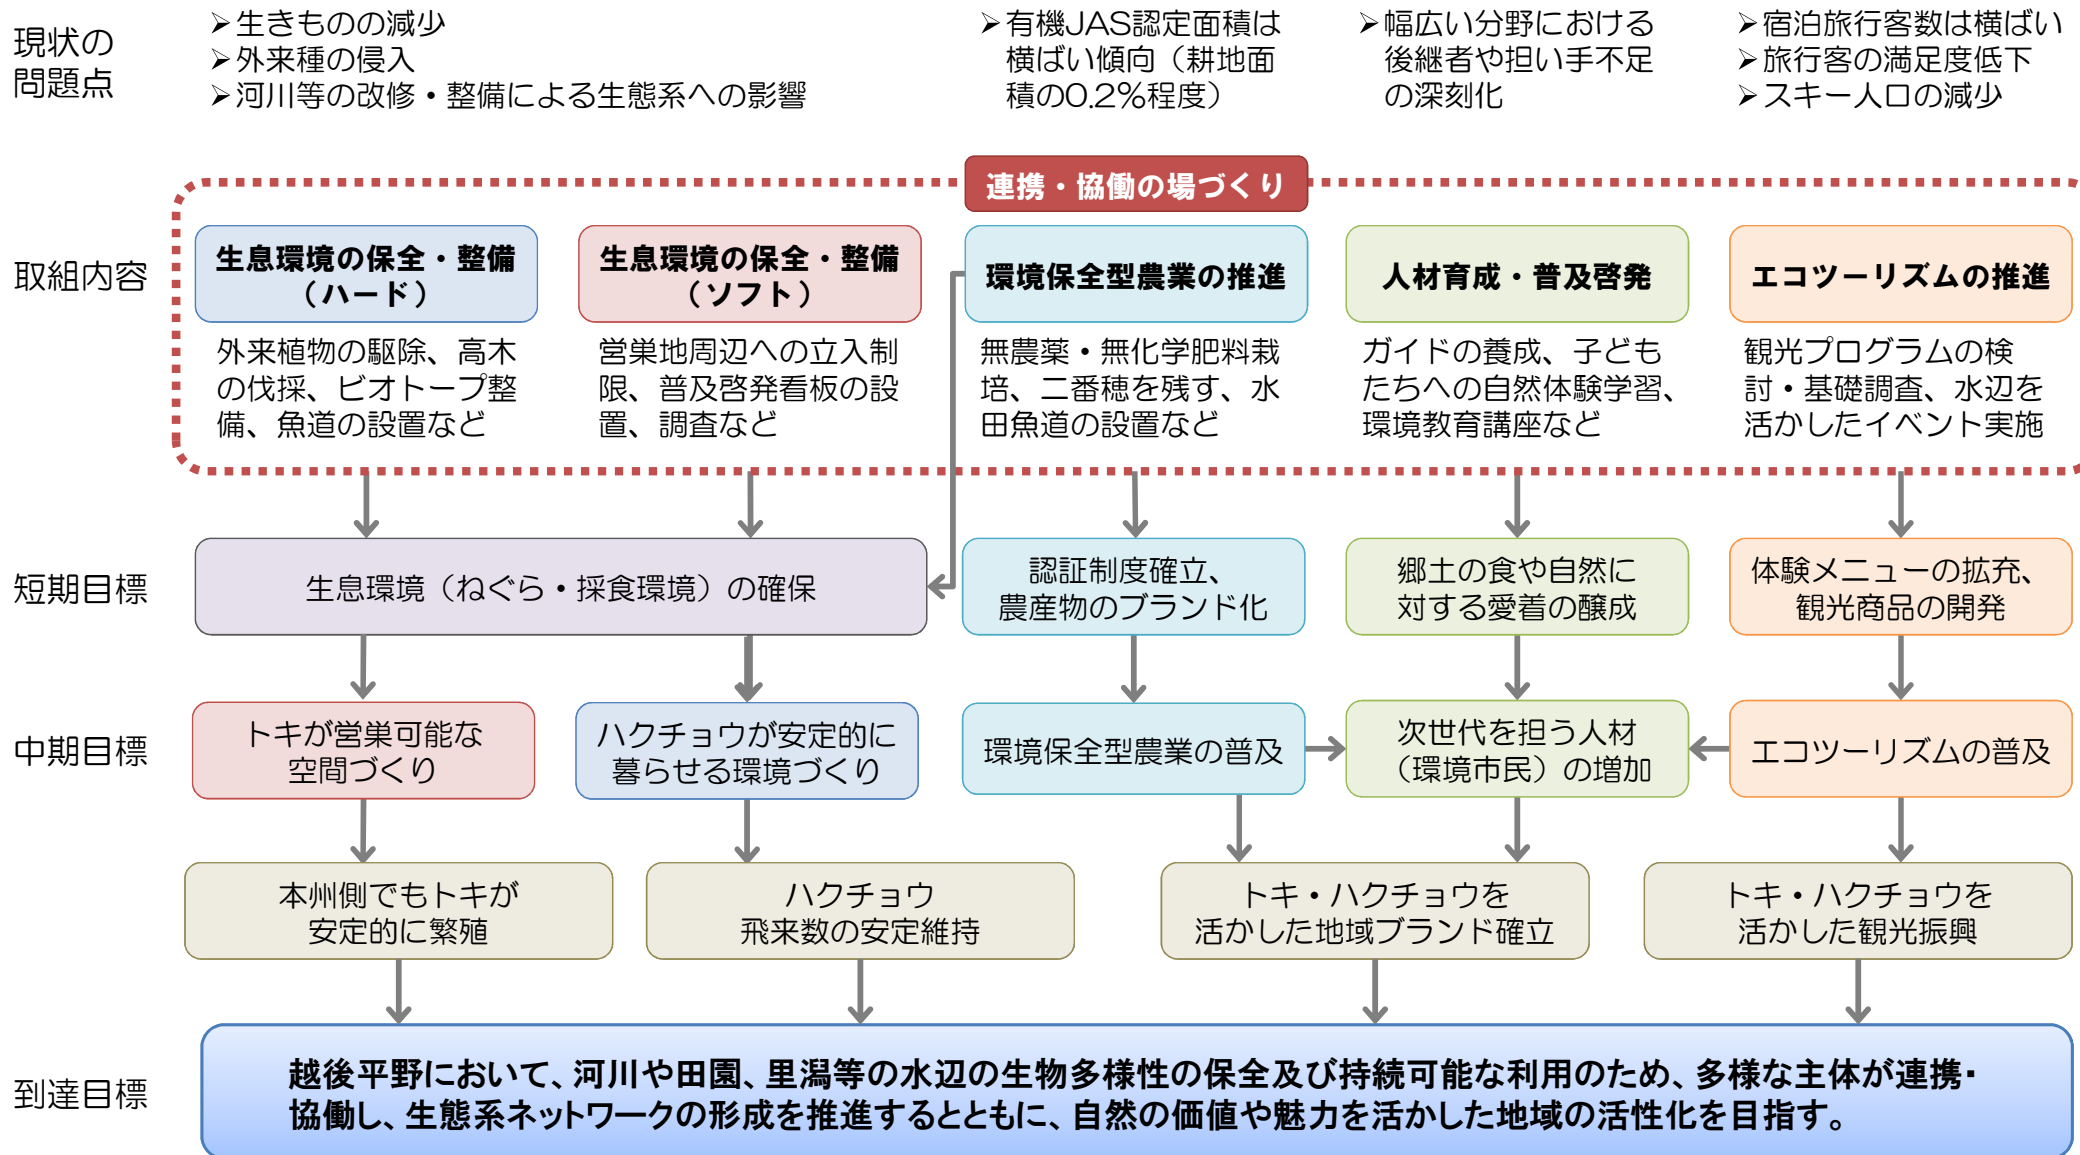 現状の
問題点
➢生きものの減少
➢外来種の侵入
➢河川等の改修・整備による生態系への影響
➢有機JAS認定面積は
横ばい傾向（耕地面
積の0.2％程度）
➢幅広い分野における
後継者や担い手不足
の深刻化
➢宿泊旅行客数は横ばい
➢旅行客の満足度低下
➢スキー人口の減少
連携・協働の場づくり
取組内容
生息環境の保全・整備
（ハード）
外来植物の駆除、高木
の伐採、ビオトープ整
備、魚道の設置など
生息環境の保全・整備
（ソフト）
営巣地周辺への立入制
限、普及啓発看板の設
置、調査など
環境保全型農業の推進
無農薬・無化学肥料栽
培、二番穂を残す、水
田魚道の設置など
人材育成・普及啓発
ガイドの養成、子ども
たちへの自然体験学習、
環境教育講座など
エコツーリズムの推進
観光プログラムの検
討・基礎調査、水辺を
活かしたイベント実施
短期目標
生息環境（ねぐら・採食環境）の確保
認証制度確立、
農産物のブランド化
郷土の食や自然に
対する愛着の醸成
体験メニューの拡充、
観光商品の開発
中期目標
トキが営巣可能な
空間づくり
ハクチョウが安定的に
暮らせる環境づくり
環境保全型農業の普及
次世代を担う人材
（環境市民）の増加
エコツーリズムの普及
本州側でもトキが
安定的に繁殖
ハクチョウ
飛来数の安定維持
トキ・ハクチョウを
活かした地域ブランド確立
トキ・ハクチョウを
活かした観光振興
到達目標
越後平野において、河川や田園、里潟等の水辺の生物多様性の保全及び持続可能な利用のため、多様な主体が連携・
協働し、生態系ネットワークの形成を推進するとともに、自然の価値や魅力を活かした地域の活性化を目指す。